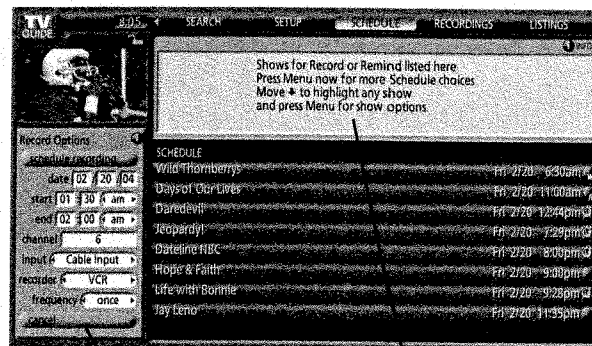 TV
GUIDE
8:05
SEARCH SETUP SCHEDULE RECORDINGS LISTINGS
INFO
Shows for Record or Remind listed here
Press Menu now for more Schedule choices
Move ↓ to highlight any show
and press Menu for show options
Record Options
schedule recording
date 02 / 20 / 04
start 01 : 30 am
end 02 : 00 am
channel 6
input Cable Input
recorder VCR
frequency once
cancel
SCHEDULE
Wild Thornberrys Fri 2/20 6:30am
Days of Our Lives Fri 2/20 11:00am
Daredevil Fri 2/20 12:44pm
Jeopardy! Fri 2/20 7:29pm
Dateline NBC Fri 2/20 8:00pm
Hope & Faith Fri 2/20 9:00pm
Life with Bonnie Fri 2/20 9:28pm
Jay Leno Fri 2/20 11:35pm